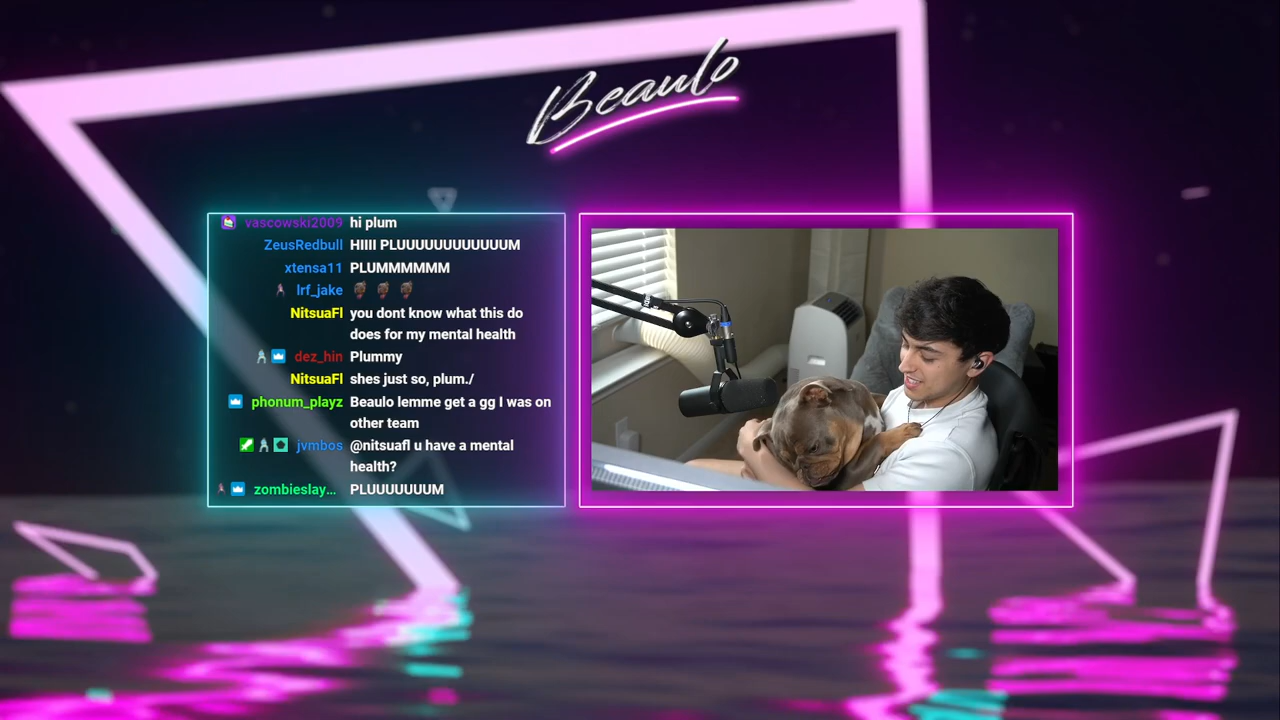 Beaulo
vascowski2009 hi plum
ZeusRedbull HIIII PLUUUUUUUUUUUUM
xtensa11 PLUMMMMMM
lrf_jake
NitsuaFl you dont know what this do
does for my mental health
dez_hin Plummy
NitsuaFl shes just so, plum./
phonum_playz Beaulo lemme get a gg I was on
other team
jvmbos @nitsuafl u have a mental
health?
zombieslay... PLUUUUUUUM